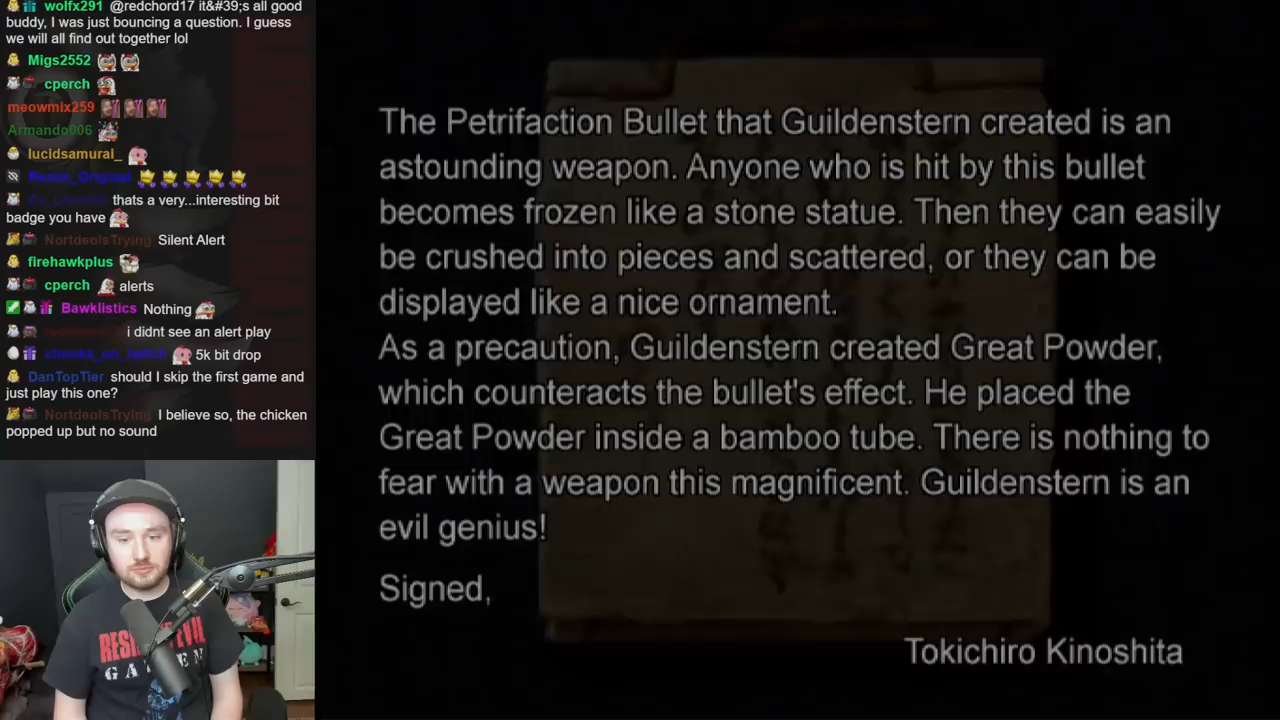 wolfx291 @redchord17 it&#39;s all good
buddy, I was just bouncing a question. I guess
we will all find out together lol
Migs2552
cperch
meowmix259
Armando006
lucidsamurai_
thats a very...interesting bit
badge you have
NortdeolsTrying Silent Alert
firehawkplus
cperch alerts
Bawklistics Nothing
i didnt see an alert play
5k bit drop
DanTopTier should I skip the first game and
just play this one?
NortdeolsTrying I believe so, the chicken
popped up but no sound
The Petrifaction Bullet that Guildenstern created is an
astounding weapon. Anyone who is hit by this bullet
becomes frozen like a stone statue. Then they can easily
be crushed into pieces and scattered, or they can be
displayed like a nice ornament.
As a precaution, Guildenstern created Great Powder,
which counteracts the bullet's effect. He placed the
Great Powder inside a bamboo tube. There is nothing to
fear with a weapon this magnificent. Guildenstern is an
evil genius!
Signed,
Tokichiro Kinoshita